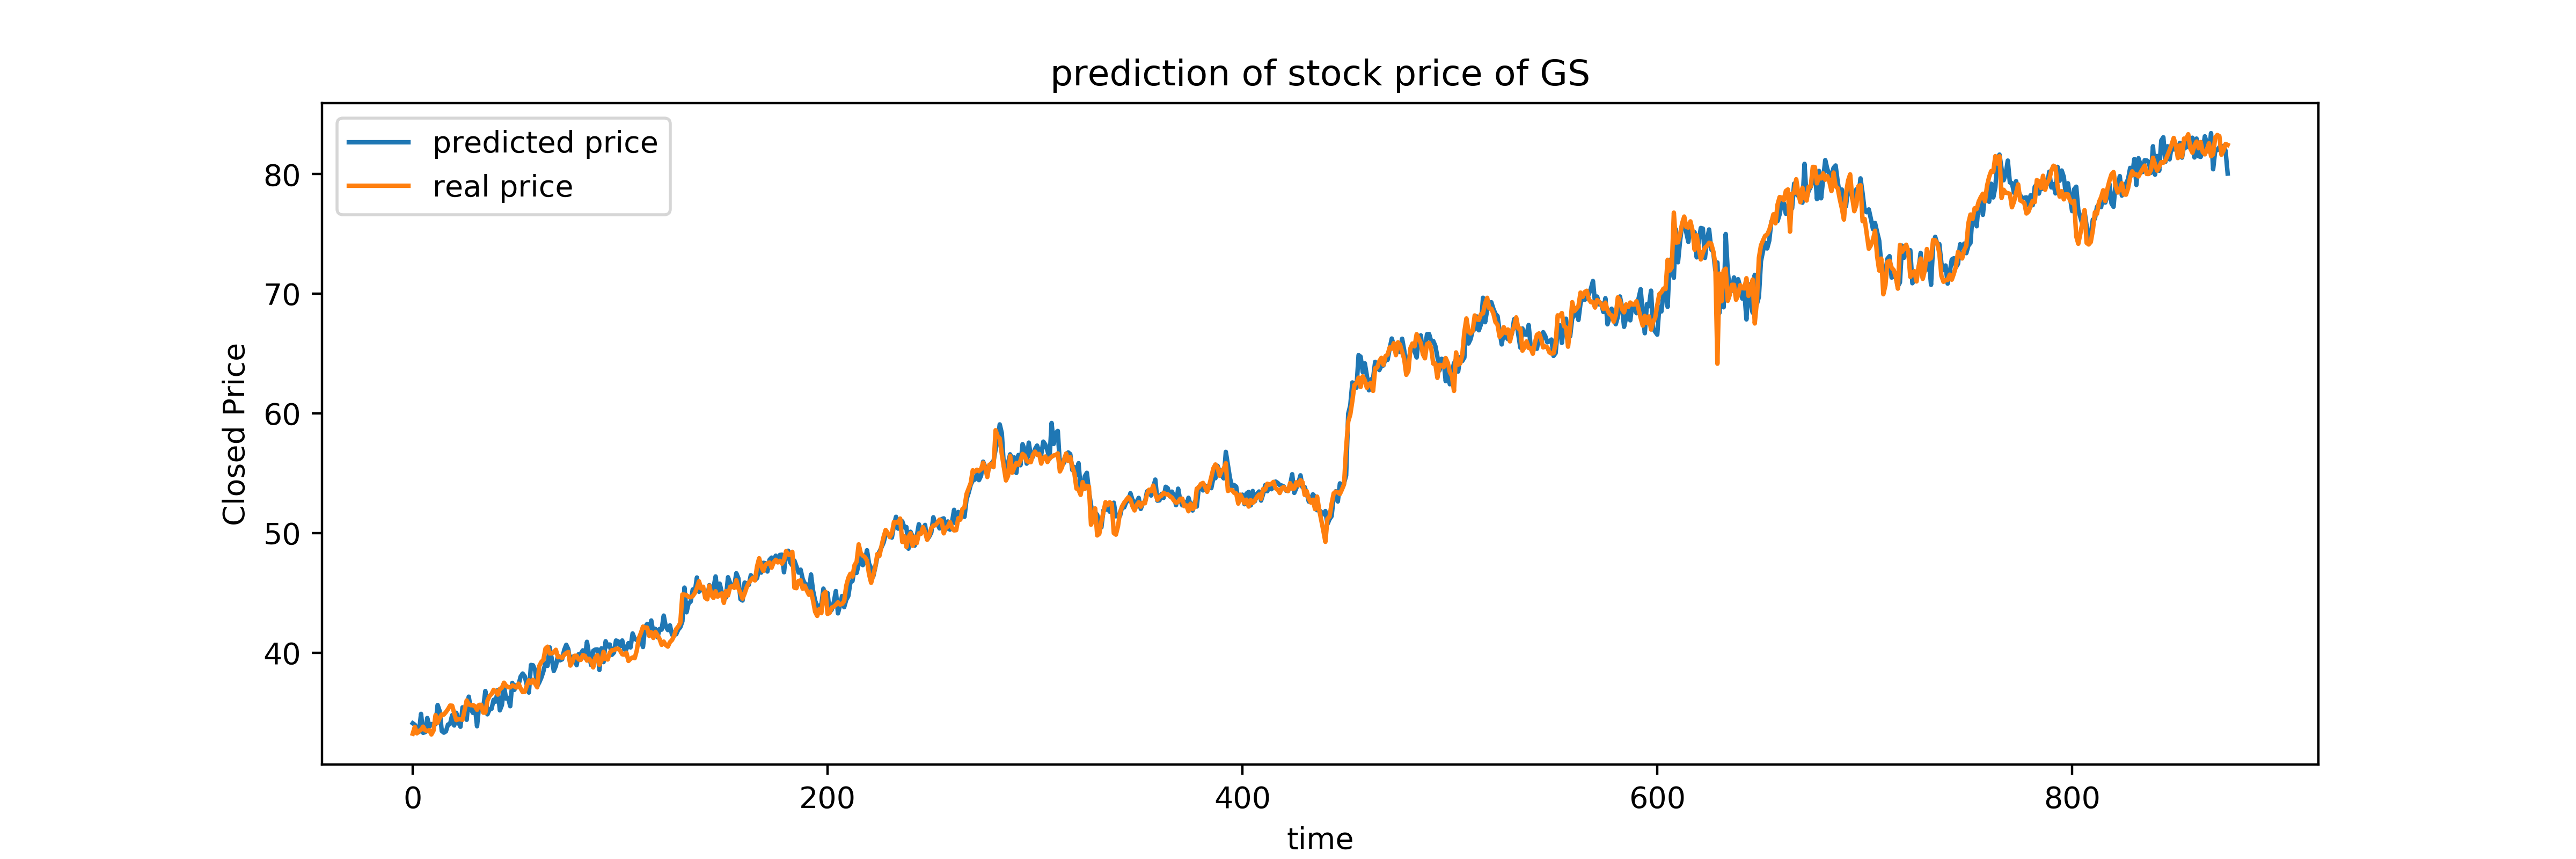 prediction of stock price of GS
predicted price
real price
Closed Price
80
70
60
50
40
0
200
400
600
800
time